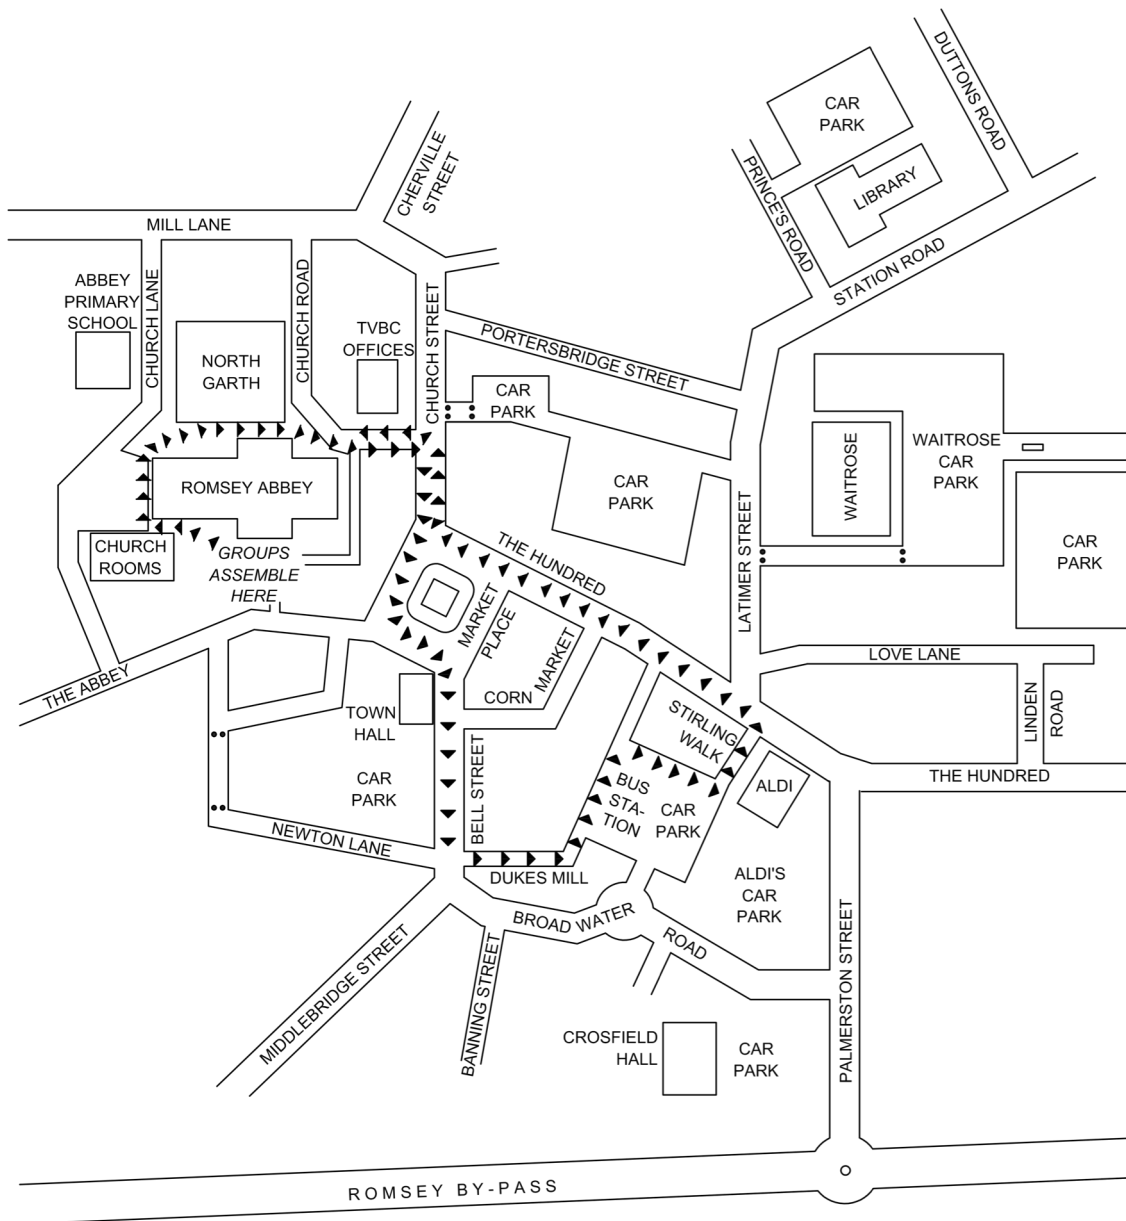 DUTTONS ROAD
CAR
PARK
CHERVILLE
STREET
PRINCE'S ROAD
LIBRARY
MILL LANE
STATION ROAD
ABBEY
PRIMARY
SCHOOL
CHURCH LANE
CHURCH ROAD
CHURCH STREET
TVBC
OFFICES
PORTERSBRIDGE STREET
NORTH
GARTH
CAR
PARK
WAITROSE
WAITROSE
CAR
PARK
ROMSEY ABBEY
CAR
PARK
LATIMER STREET
CAR
PARK
CHURCH
ROOMS
GROUPS
ASSEMBLE
HERE
THE HUNDRED
MARKET
PLACE
CORN
MARKET
LOVE LANE
THE ABBEY
LINDEN
ROAD
TOWN
HALL
STIRLING
WALK
THE HUNDRED
CAR
PARK
BELL STREET
BUS
STA-
TION
CAR
PARK
ALDI
NEWTON LANE
DUKES MILL
ALDI'S
CAR
PARK
BROAD WATER
ROAD
MIDDLEBRIDGE STREET
BANNING STREET
PALMERSTON STREET
CROSFIELD
HALL
CAR
PARK
ROMSEY BY-PASS